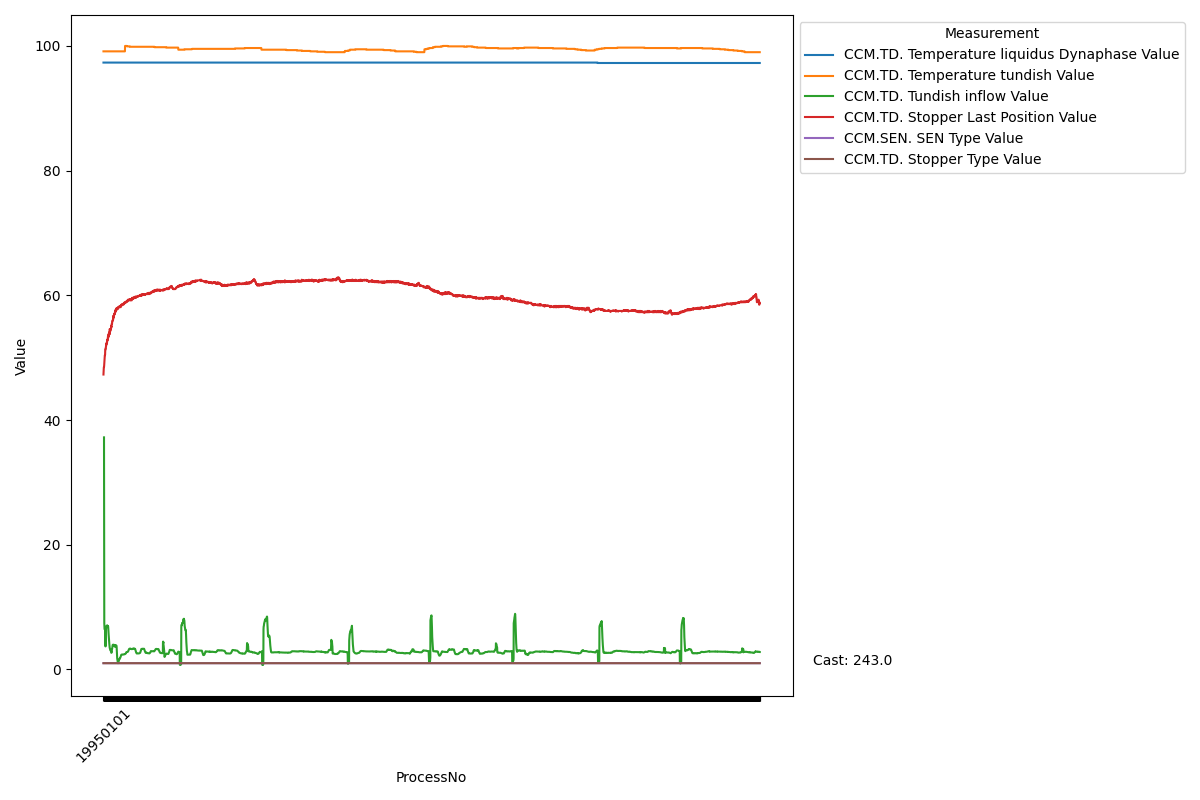 Measurement
CCM.TD. Temperature liquidus Dynaphase Value
CCM.TD. Temperature tundish Value
CCM.TD. Tundish inflow Value
CCM.TD. Stopper Last Position Value
CCM.SEN. SEN Type Value
CCM.TD. Stopper Type Value
100
80
60
40
20
0
Value
Cast: 243.0
19950101
ProcessNo